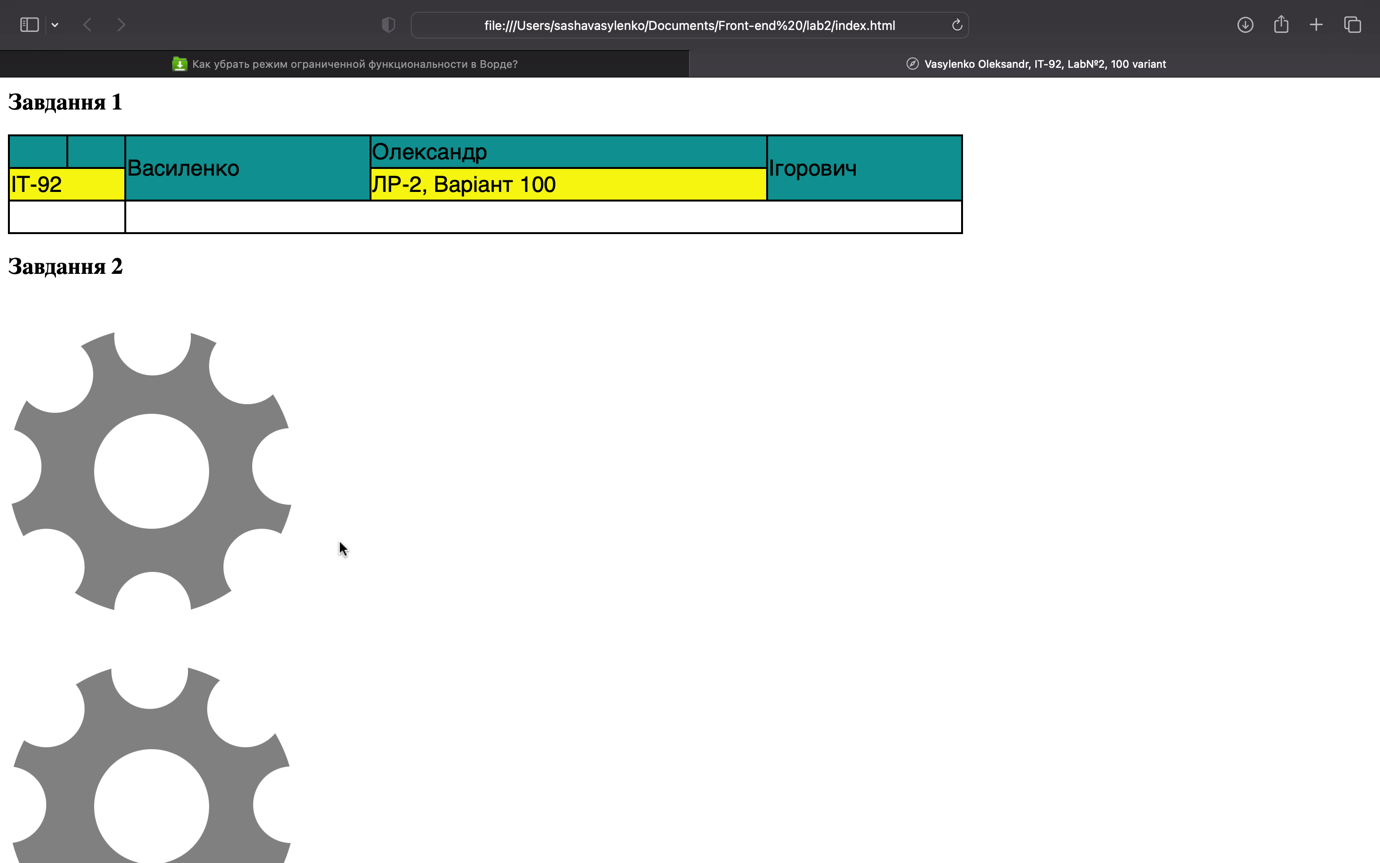 file:///Users/sashavasylenko/Documents/Front-end%20/lab2/index.html
Как убрать режим ограниченной функциональности в Ворде?
Vasylenko Oleksandr, IT-92, Lab№2, 100 variant
Завдання 1
Василенко
Олександр
Ігорович
ІТ-92
ЛР-2, Варіант 100
Завдання 2